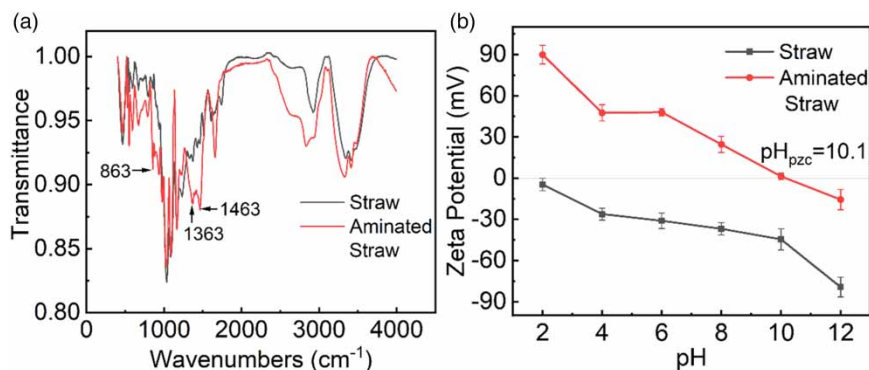 (a)
1.00
0.95
0.90
0.85
0.80
Transmittance
863
1463
1363
Straw
Aminated
Straw
0 1000 2000 3000 4000
Wavenumbers (cm-1)
(b)
90
60
30
0
-30
-60
-90
Zeta Potential (mV)
Straw
Aminated
Straw
pHpzc=10.1
2 4 6 8 10 12
pH